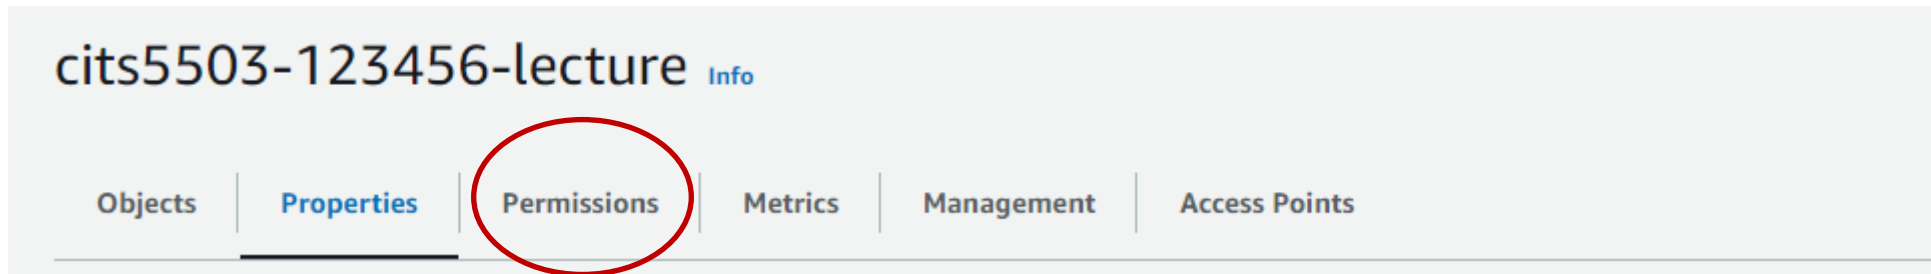 cits5503-123456-lecture Info
Objects Properties Permissions Metrics Management Access Points